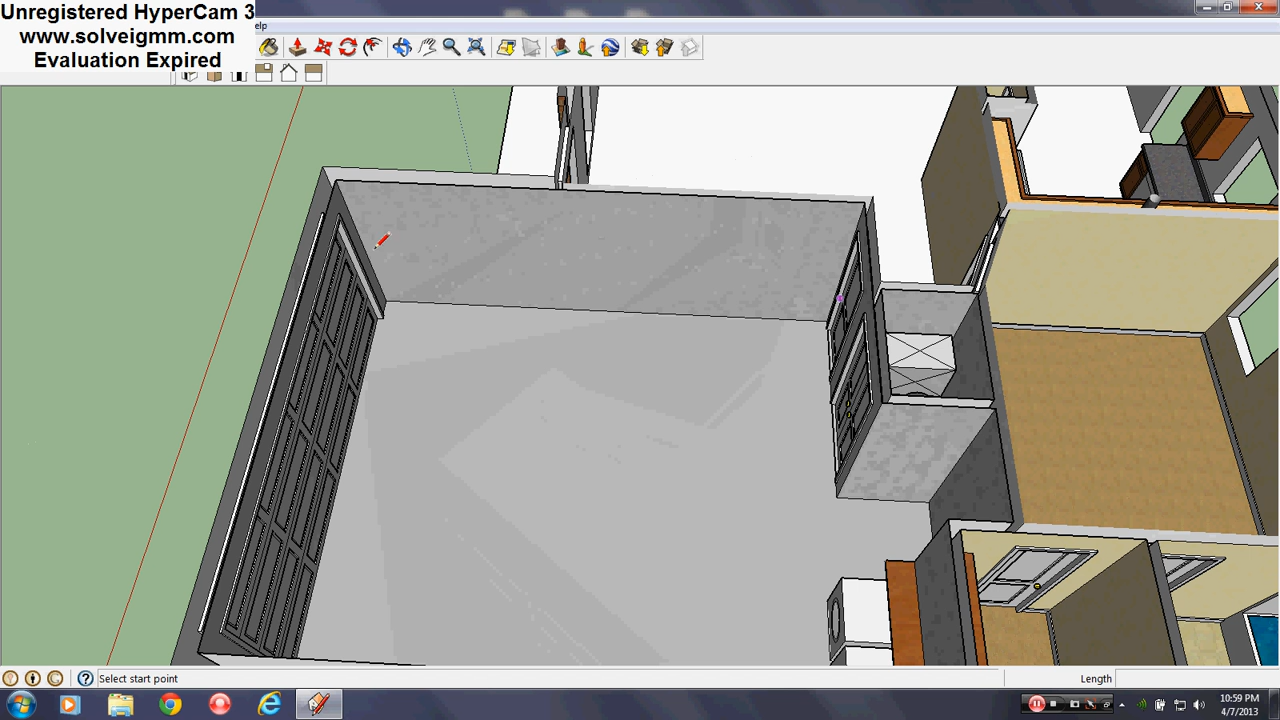 Unregistered HyperCam 3
www.solveigmm.com
Evaluation Expired
elp
Select start point
Length
10:59 PM
4/7/2013